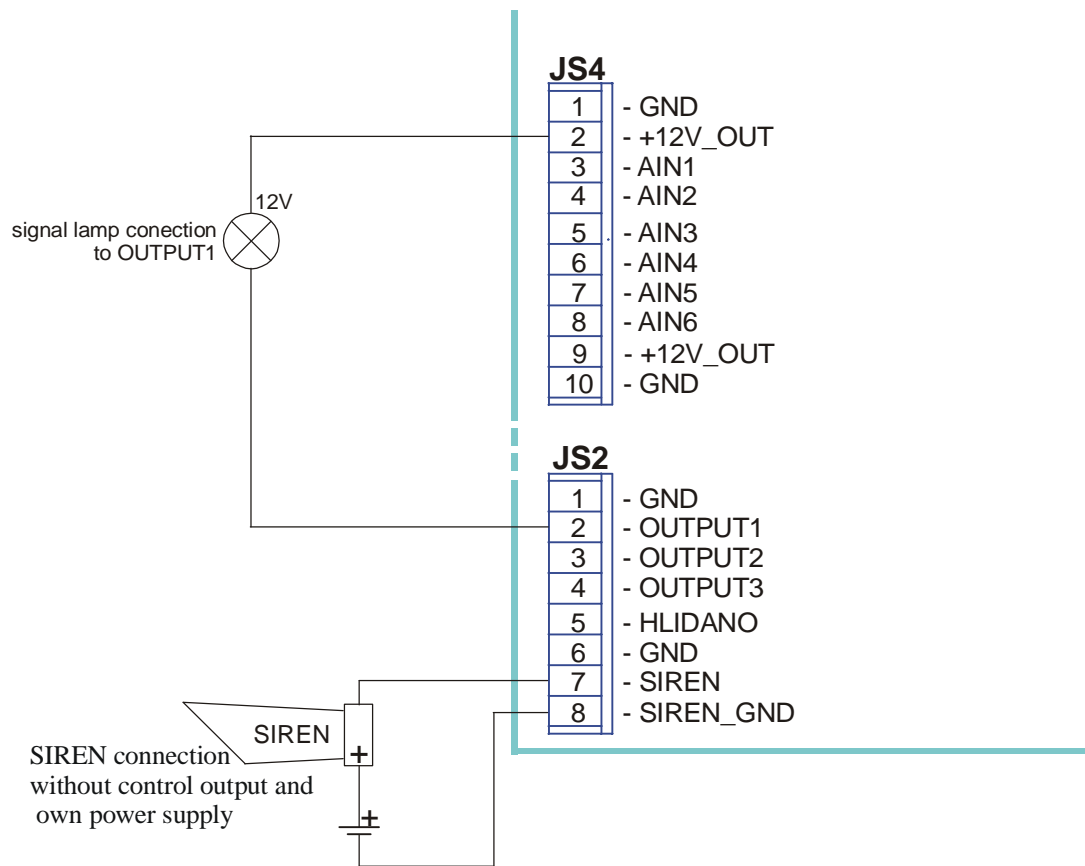 JS4
1 - GND
2 - +12V_OUT
3 - AIN1
4 - AIN2
5 - AIN3
6 - AIN4
7 - AIN5
8 - AIN6
9 - +12V_OUT
10 - GND
12V
signal lamp conection
to OUTPUT1
JS2
1 - GND
2 - OUTPUT1
3 - OUTPUT2
4 - OUTPUT3
5 - HLIDANO
6 - GND
7 - SIREN
8 - SIREN_GND
SIREN
+
SIREN connection
without control output and
own power supply
+